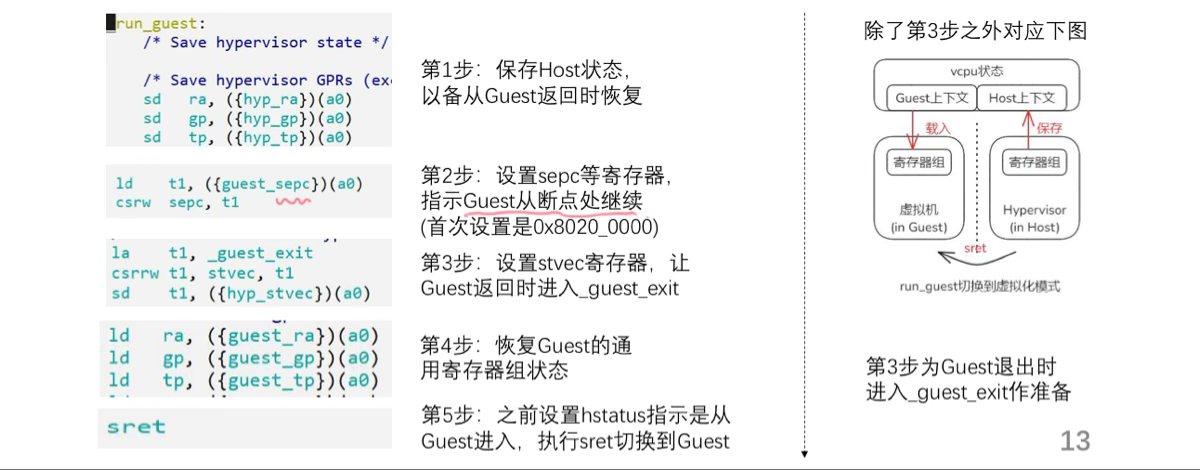 run_guest:
/* Save hypervisor state */
/* Save hypervisor GPRs (ex
sd ra, ({hyp_ra})(a0)
sd gp, ({hyp_gp})(a0)
sd tp, ({hyp_tp})(a0)
第1步：保存Host状态，
以备从Guest返回时恢复
ld t1, ({guest_sepc})(a0)
csrw sepc, t1
第2步：设置sepc等寄存器，
指示Guest从断点处继续
(首次设置是0x8020_0000)
la t1, _guest_exit
csrrw t1, stvec, t1
sd t1, ({hyp_stvec})(a0)
第3步：设置stvec寄存器，让
Guest返回时进入_guest_exit
ld ra, ({guest_ra})(a0)
ld gp, ({guest_gp})(a0)
ld tp, ({guest_tp})(a0)
第4步：恢复Guest的通
用寄存器组状态
sret
第5步：之前设置hstatus指示是从
Guest进入，执行sret切换到Guest
除了第3步之外对应下图
vcpu状态
Guest上下文 Host上下文
载入 保存
寄存器组 寄存器组
虚拟机 Hypervisor
(in Guest) (in Host)
sret
run_guest切换到虚拟化模式
第3步为Guest退出时
进入_guest_exit作准备
13